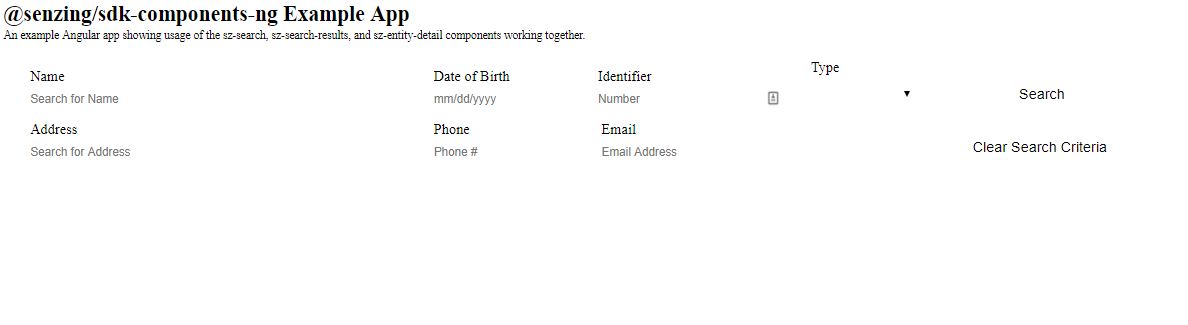 @senzing/sdk-components-ng Example App
An example Angular app showing usage of the sz-search, sz-search-results, and sz-entity-detail components working together.
Name Date of Birth Identifier Type
Search for Name mm/dd/yyyy Number Search
Address Phone Email
Search for Address Phone # Email Address Clear Search Criteria